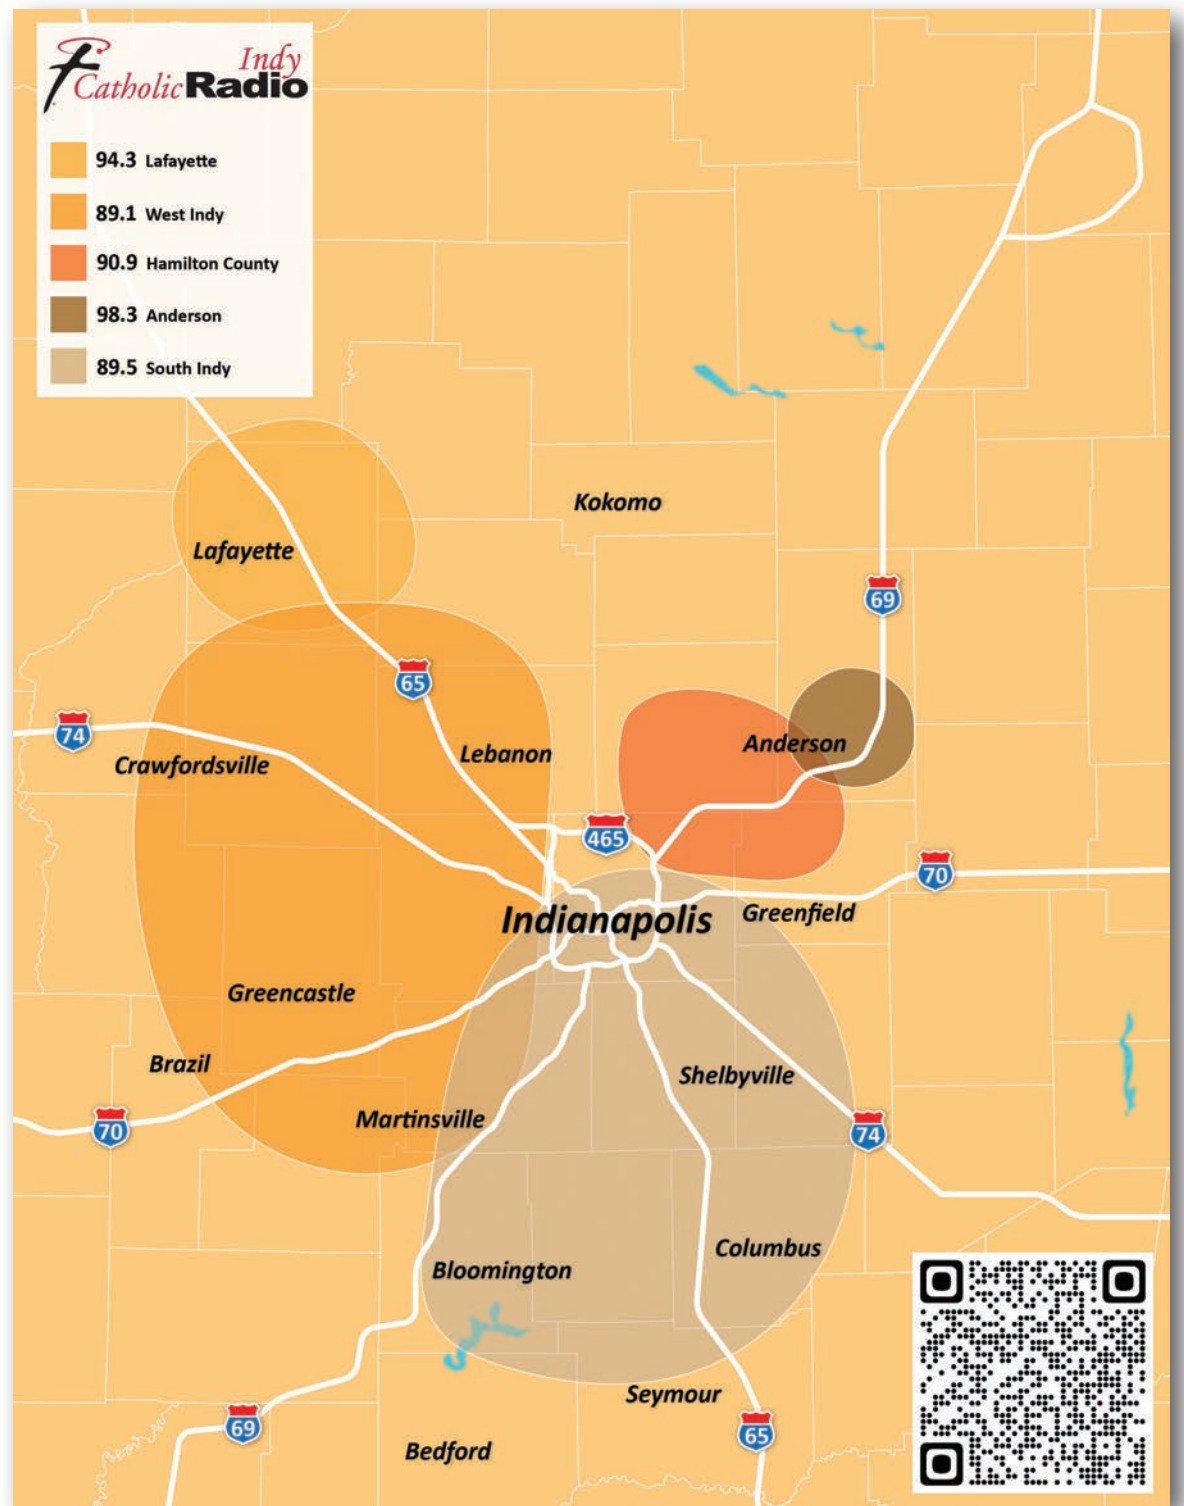 Indy
Catholic Radio
94.3 Lafayette
89.1 West Indy
90.9 Hamilton County
98.3 Anderson
89.5 South Indy
Kokomo
Lafayette
69
65
74
Crawfordsville
Lebanon
Anderson
465
70
Indianapolis
Greenfield
Greencastle
Brazil
Shelbyville
Martinsville
70
74
Columbus
Bloomington
Seymour
69
65
Bedford